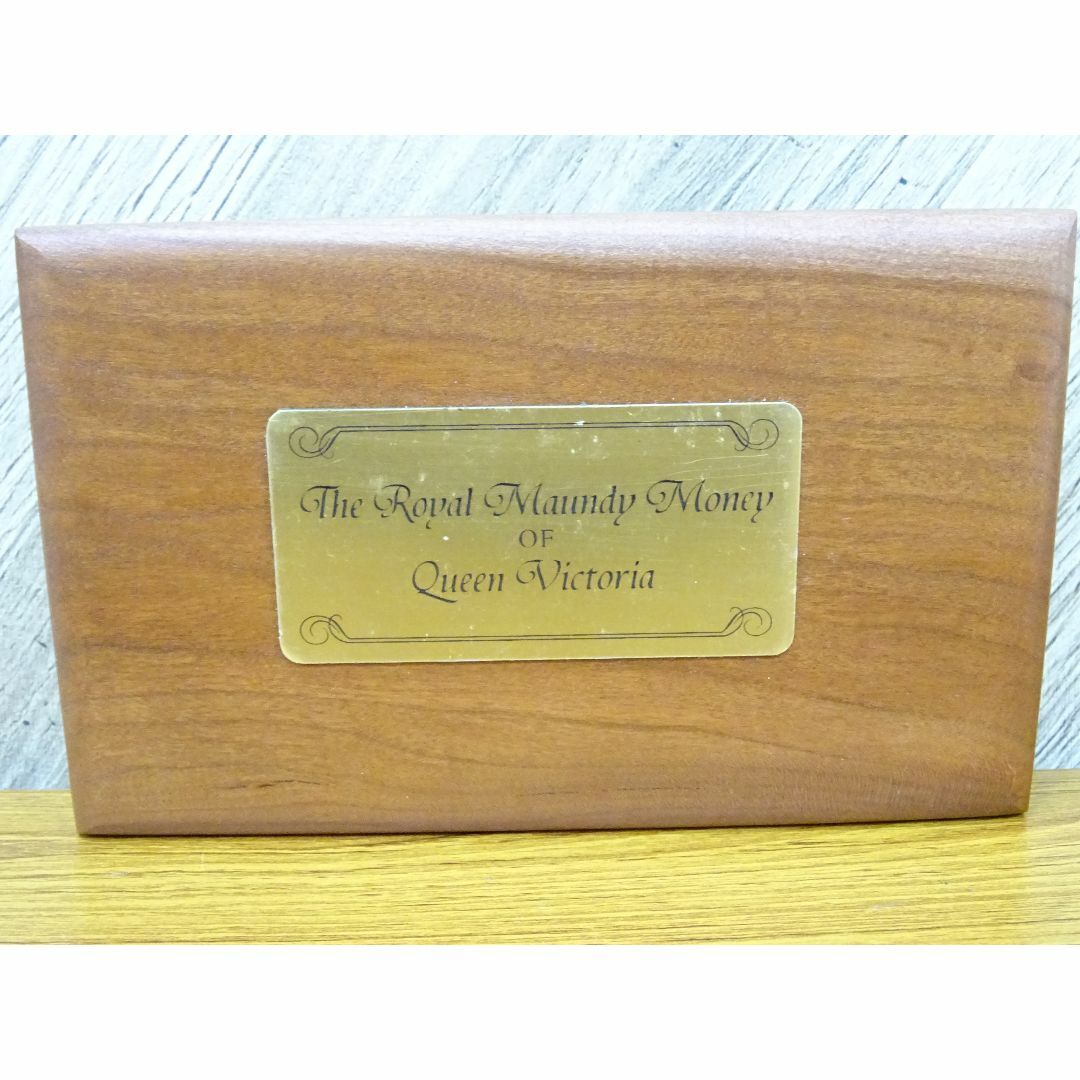 The Royal Maundy Money
OF
Queen Victoria